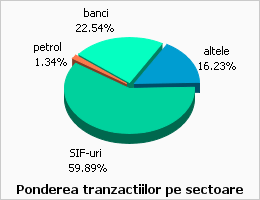 banci
22.54%
petrol
1.34%
altele
16.23%
SIF-uri
59.89%
Ponderea tranzactiilor pe sectoare